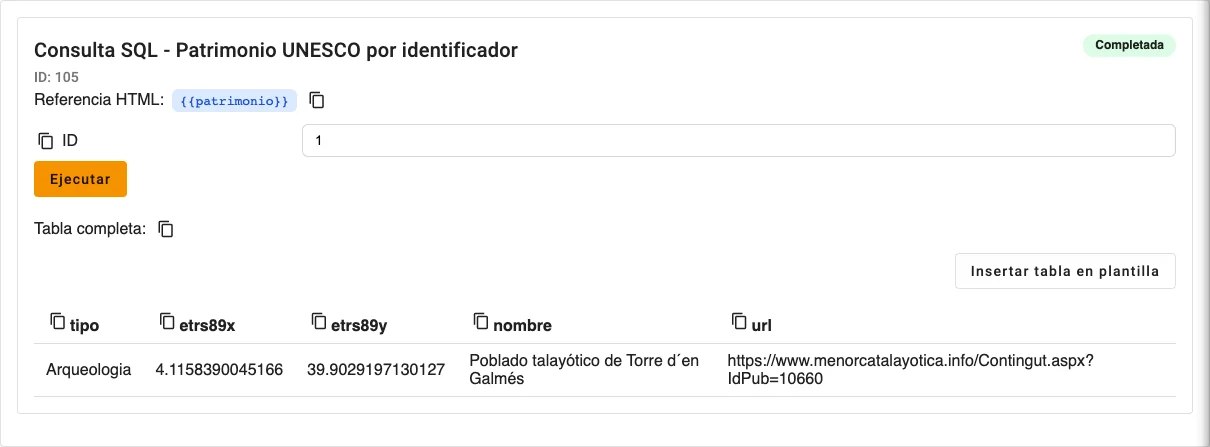 Consulta SQL - Patrimonio UNESCO por identificador
Completada
ID: 105
Referencia HTML: {{patrimonio}}
ID
1
Ejecutar
Tabla completa:
Insertar tabla en plantilla
tipo etrs89x etrs89y nombre url
Arqueologia 4.1158390045166 39.9029197130127 Poblado talayótico de Torre d´en https://www.menorcatalayotica.info/Contingut.aspx?
Galmés IdPub=10660